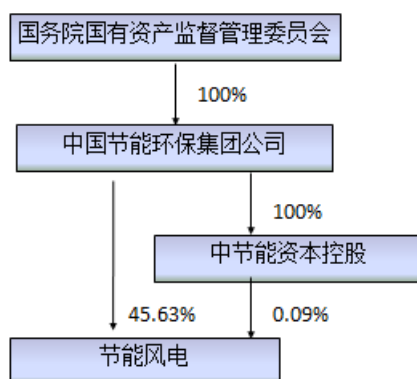 国务院国有资产监督管理委员会
100%
中国节能环保集团公司
100%
中节能资本控股
45.63%
0.09%
节能风电